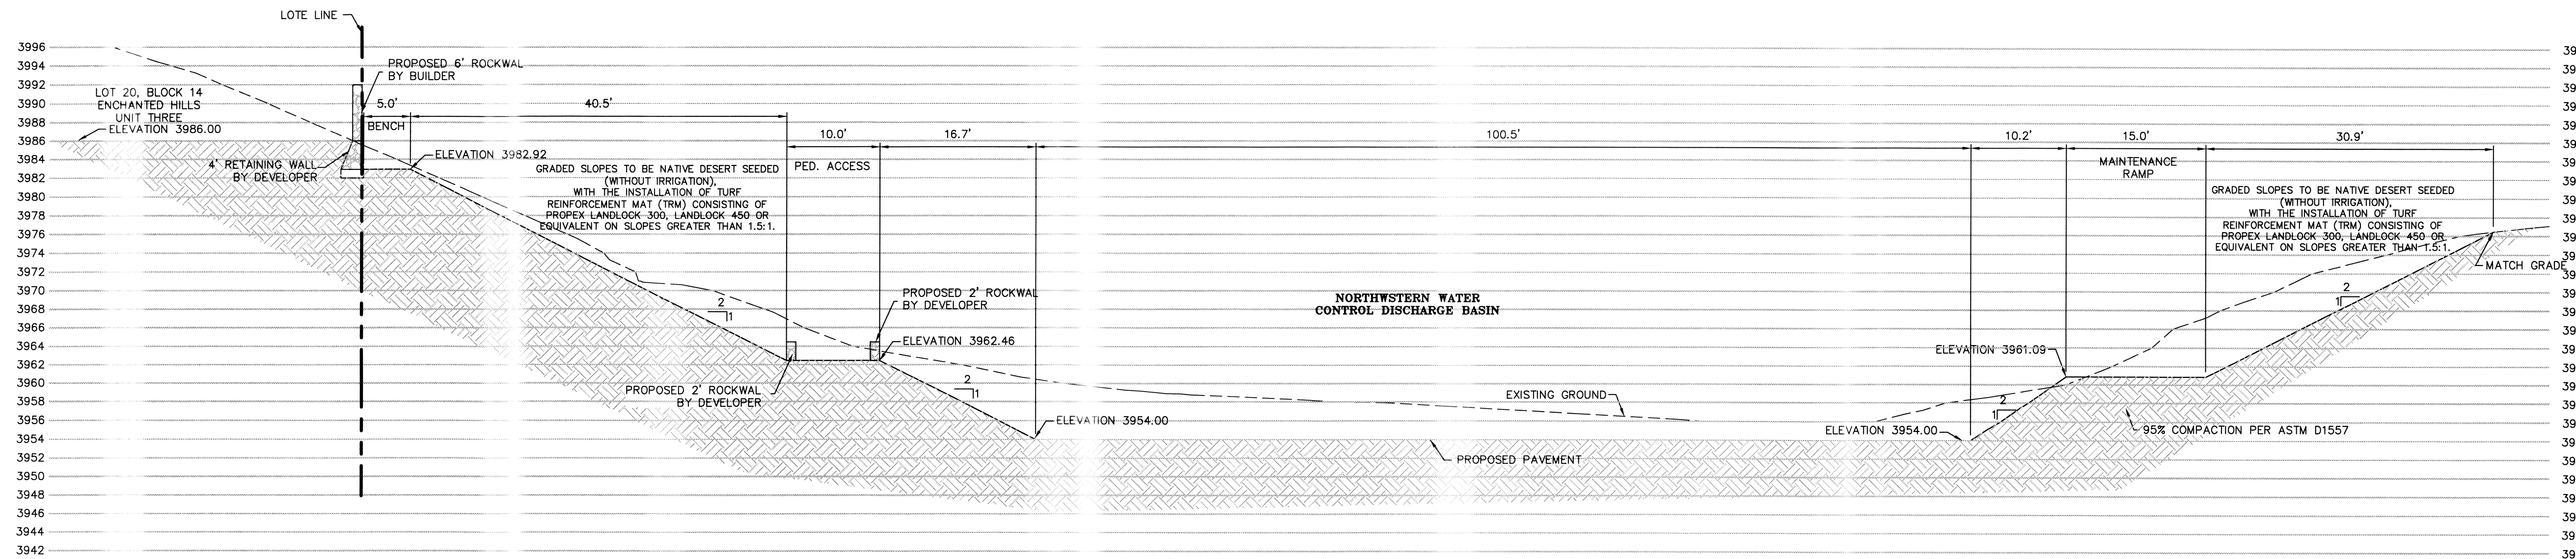 LOTE LINE
3996
3994
3992
3990
3988
3986
3984
3982
3980
3978
3976
3974
3972
3970
3968
3966
3964
3962
3960
3958
3956
3954
3952
3950
3948
3946
3944
3942
PROPOSED 6' ROCKWAL
BY BUILDER
LOT 20, BLOCK 14
ENCHANTED HILLS
UNIT THREE
ELEVATION 3986.00
5.0'
BENCH
40.5'
4' RETAINING WALL
BY DEVELOPER
ELEVATION 3982.92
GRADED SLOPES TO BE NATIVE DESERT SEEDED
(WITHOUT IRRIGATION),
WITH THE INSTALLATION OF TURF
REINFORCEMENT MAT (TRM) CONSISTING OF
PROPEX LANDLOCK 300, LANDLOCK 450 OR
EQUIVALENT ON SLOPES GREATER THAN 1.5:1.
10.0'
PED. ACCESS
16.7'
100.5'
10.2'
15.0'
MAINTENANCE
RAMP
30.9'
GRADED SLOPES TO BE NATIVE DESERT SEEDED
(WITHOUT IRRIGATION),
WITH THE INSTALLATION OF TURF
REINFORCEMENT MAT (TRM) CONSISTING OF
PROPEX LANDLOCK 300, LANDLOCK 450 OR
EQUIVALENT ON SLOPES GREATER THAN 1.5:1.
MATCH GRADE
2
1
PROPOSED 2' ROCKWAL
BY DEVELOPER
NORTHWSTERN WATER
CONTROL DISCHARGE BASIN
2
1
ELEVATION 3962.46
ELEVATION 3961.09
PROPOSED 2' ROCKWAL
BY DEVELOPER
2
1
EXISTING GROUND
2
1
ELEVATION 3954.00
ELEVATION 3954.00
95% COMPACTION PER ASTM D1557
PROPOSED PAVEMENT